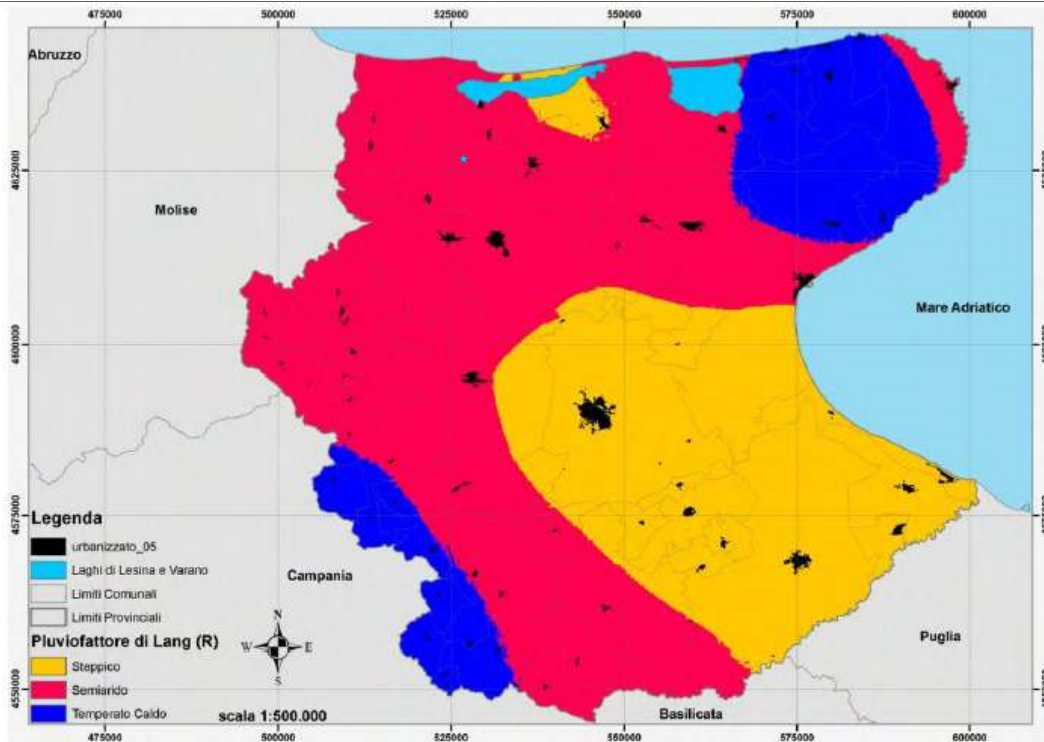 475000 500000 525000 550000 575000 600000
Abruzzo
4625000
Molise
Mare Adriatico
4600000
4575000
Legenda
urbanizzato_05
Laghi di Lesina e Varano
Limiti Comunali
Limiti Provinciali
Campania
N
W E
S
Puglia
Pluviofattore di Lang (R)
Steppico
Semiarido
Temperato Caldo
4550000
scala 1:500.000
Basilicata
475000 500000 525000 550000 575000 600000